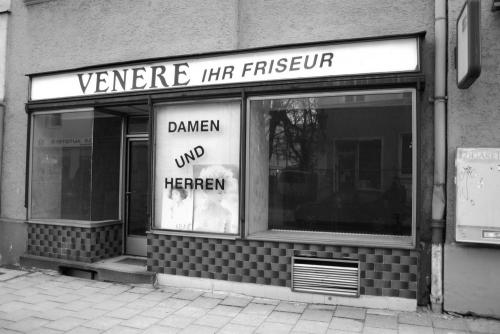 VENERE IHR FRISEUR
DAMEN
UND
HERREN